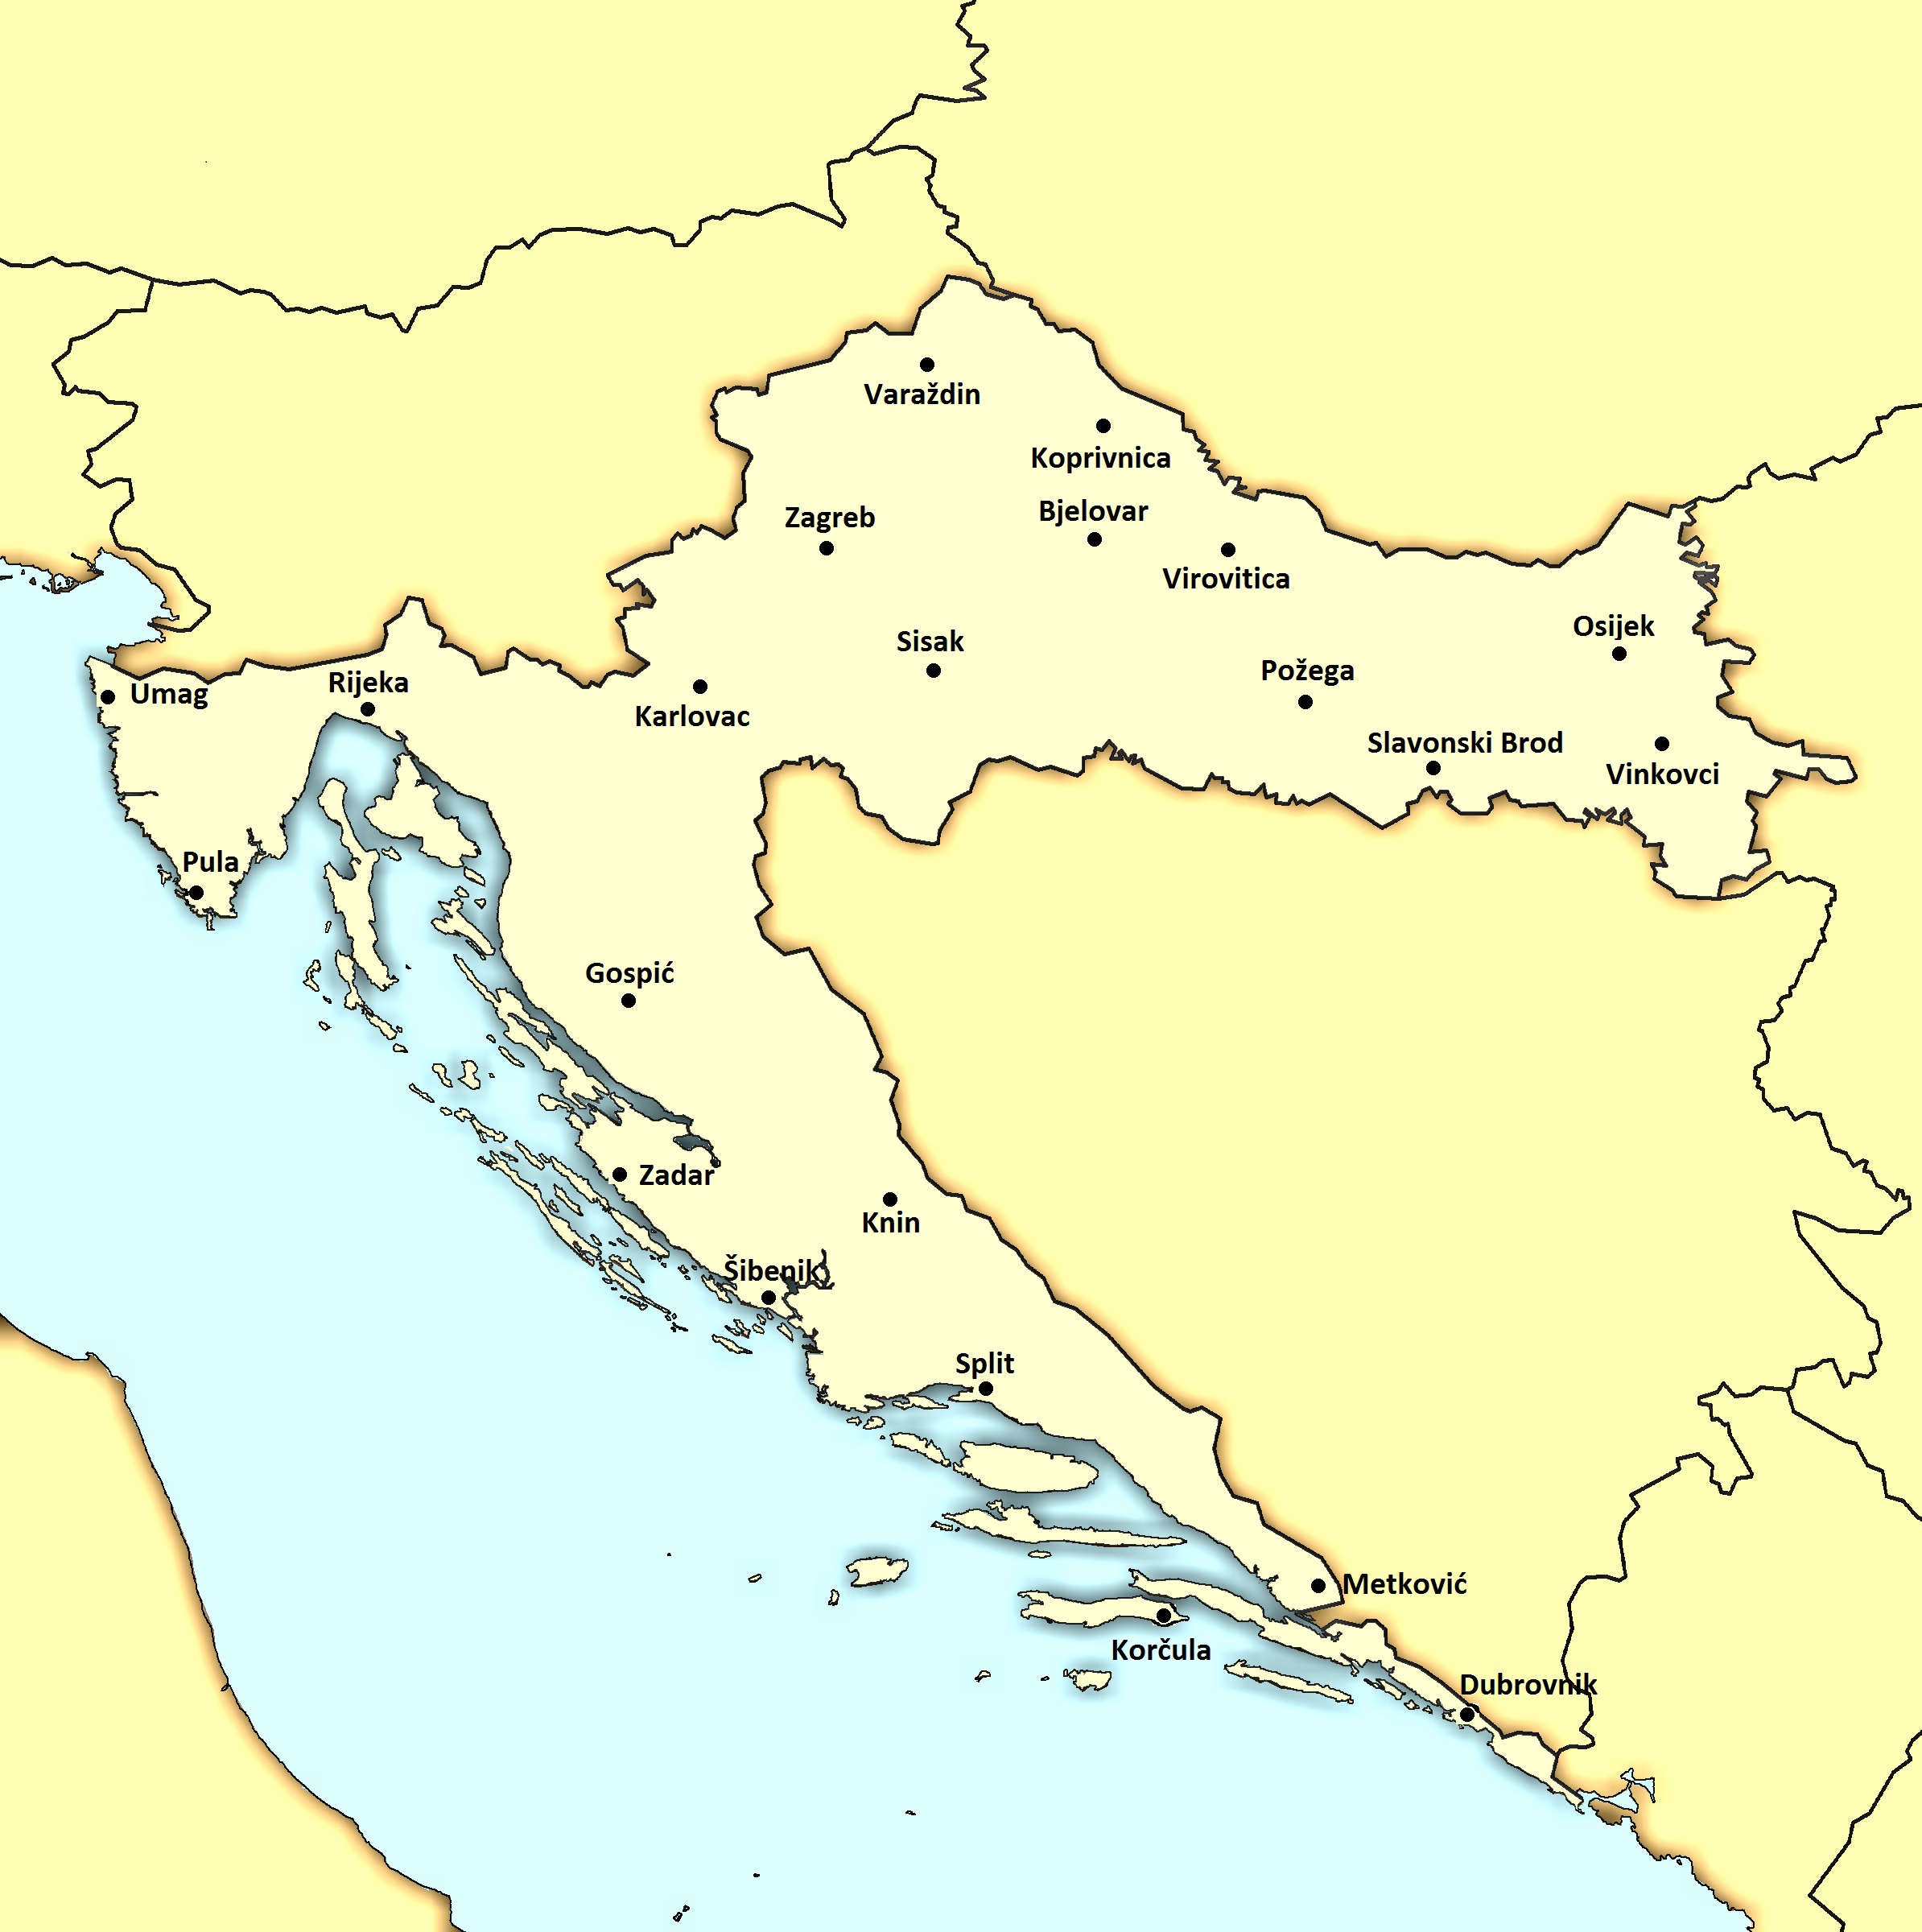 Varaždin
Koprivnica
Bjelovar
Zagreb
Virovitica
Osijek
Sisak
Požega
Rijeka
Umag
Karlovac
Slavonski Brod
Vinkovci
Pula
Gospić
Zadar
Knin
Šibenik
Split
Metković
Korčula
Dubrovnik